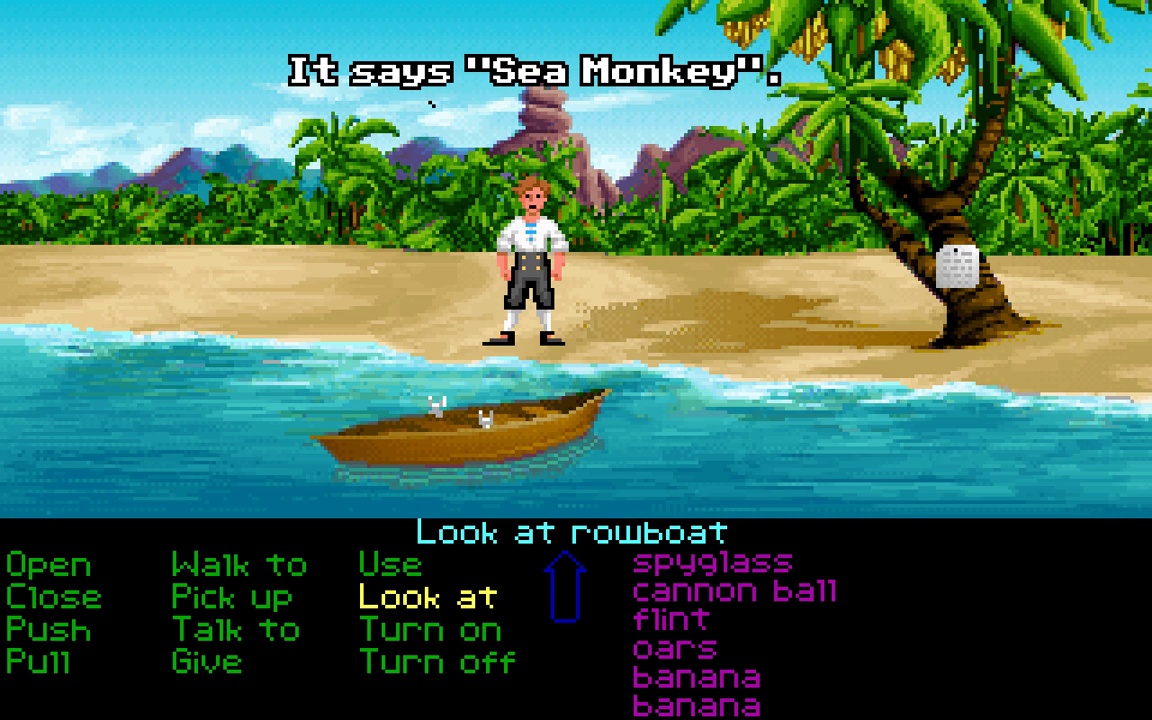 It says "Sea Monkey".
Look at rowboat
Open Walk to Use spyglass
Close Pick up Look at cannon ball
Push Talk to Turn on flint
Pull Give Turn off oars
banana
banana